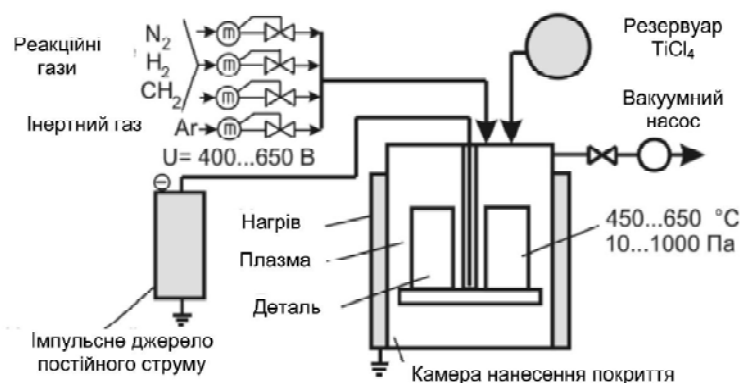 Реакційні
гази
Інертний газ
N₂
H₂
CH₂
Ar
m
m
m
m
U= 400...650 В
Резервуар
TiCl₄
Вакуумний
насос
Нагрів
Плазма
Деталь
450...650 °C
10...1000 Па
Імпульсне джерело
постійного струму
Камера нанесення покриття